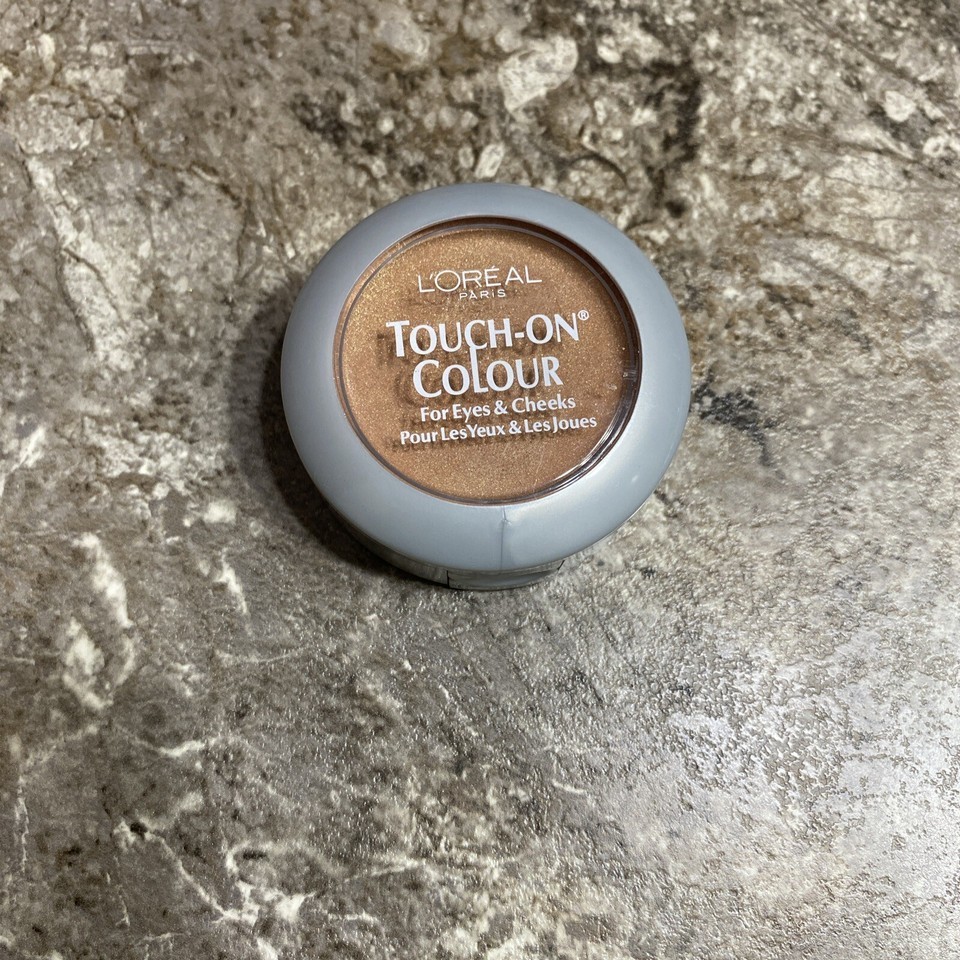 L'ORÉAL
PARIS
TOUCH-ON®
COLOUR
For Eyes & Cheeks
Pour Les Yeux & Les Joues